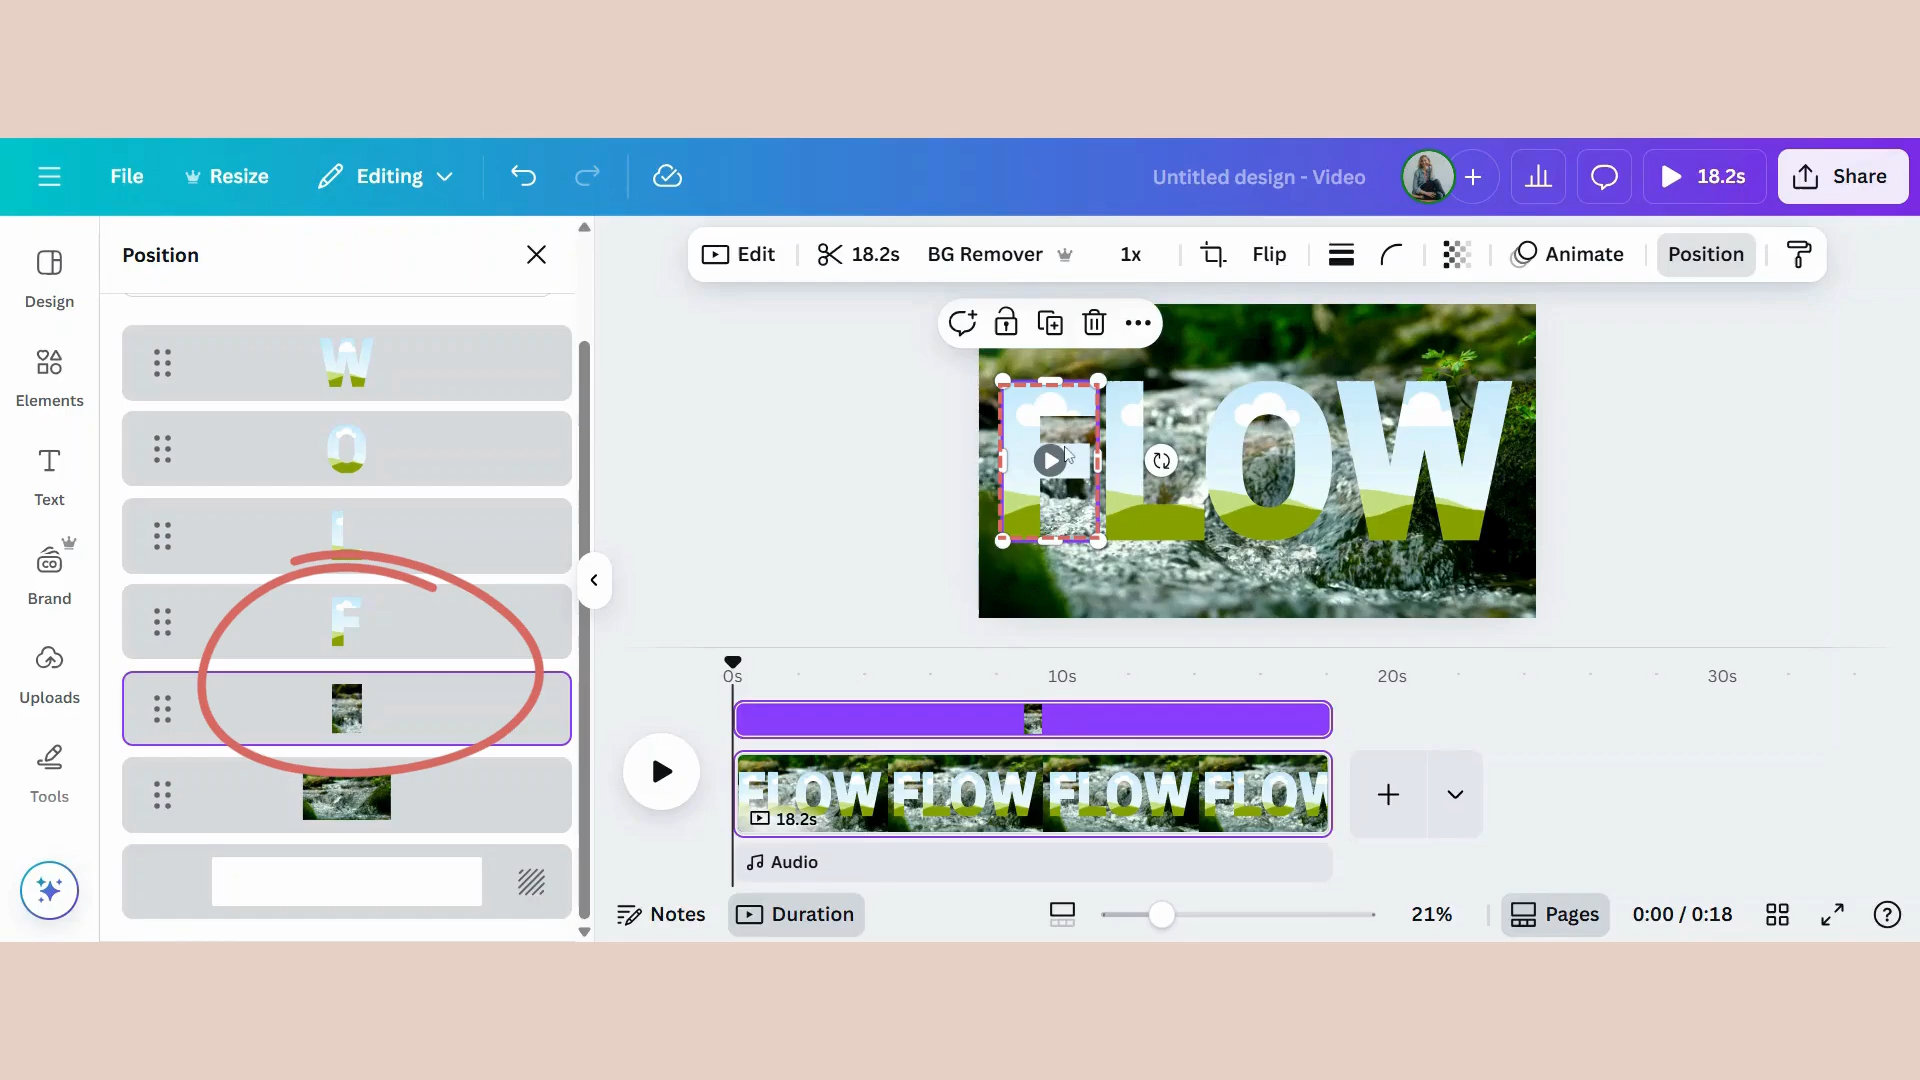 File
Resize
Editing
Untitled design - Video
18.2s
Share
Design
Elements
Text
CO
Brand
Uploads
Tools
Position
W
O
L
F
Edit
18.2s
BG Remover
1x
Flip
Animate
Position
FLOW
0s
10s
20s
30s
FLOW FLOW FLOW FLOW
18.2s
Audio
Notes
Duration
21%
Pages
0:00 / 0:18
?